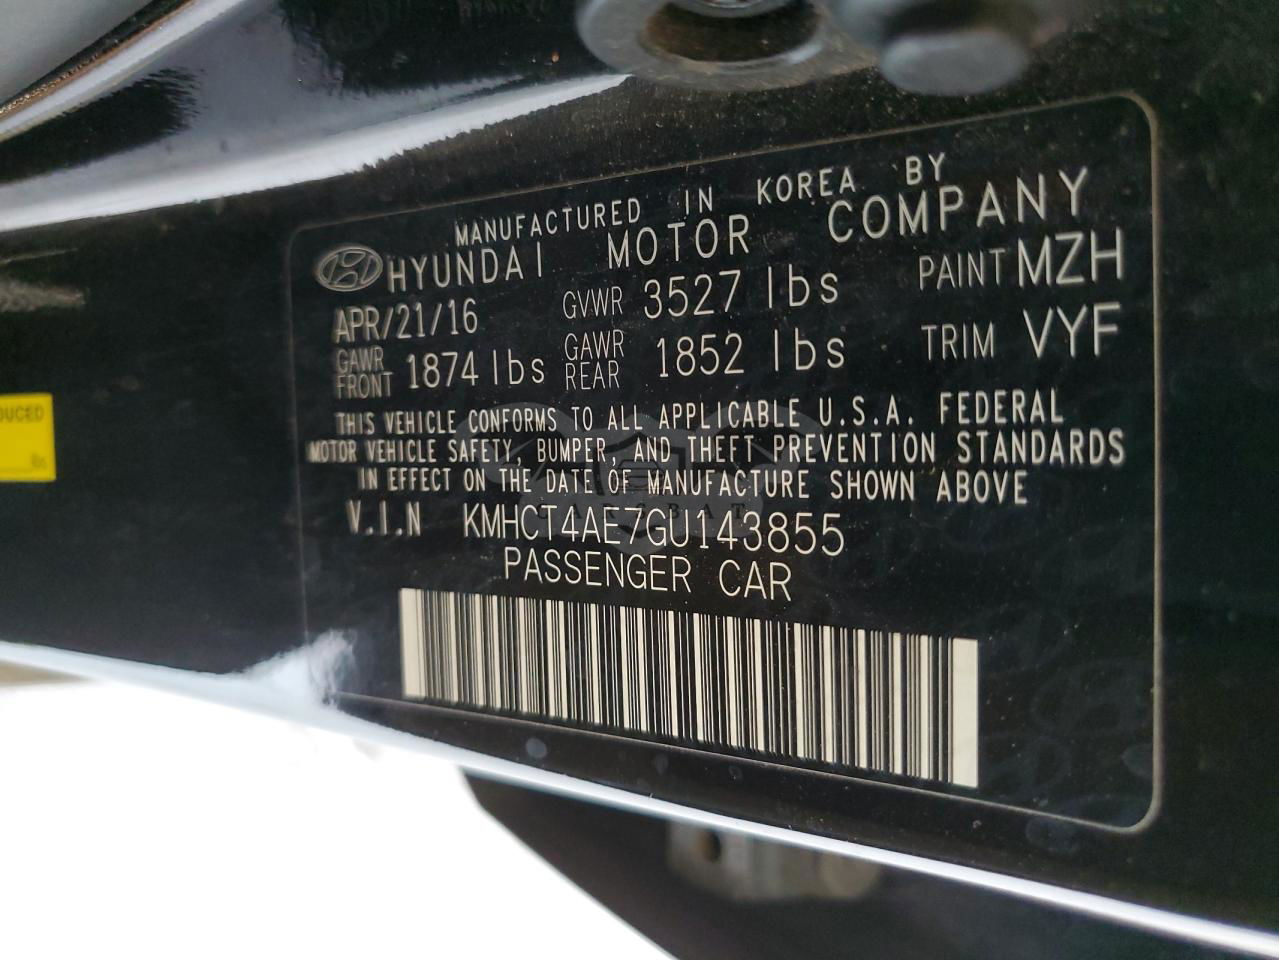 MANUFACTURED IN KOREA BY
HYUNDAI MOTOR COMPANY
APR/21/16 GVWR 3527 lbs PAINT MZH
GAWR FRONT 1874 lbs GAWR REAR 1852 lbs TRIM VYF
THIS VEHICLE CONFORMS TO ALL APPLICABLE U.S.A. FEDERAL
MOTOR VEHICLE SAFETY, BUMPER, AND THEFT PREVENTION STANDARDS
IN EFFECT ON THE DATE OF MANUFACTURE SHOWN ABOVE
V.I.N KMHCT4AE7GU143855
PASSENGER CAR
lbs